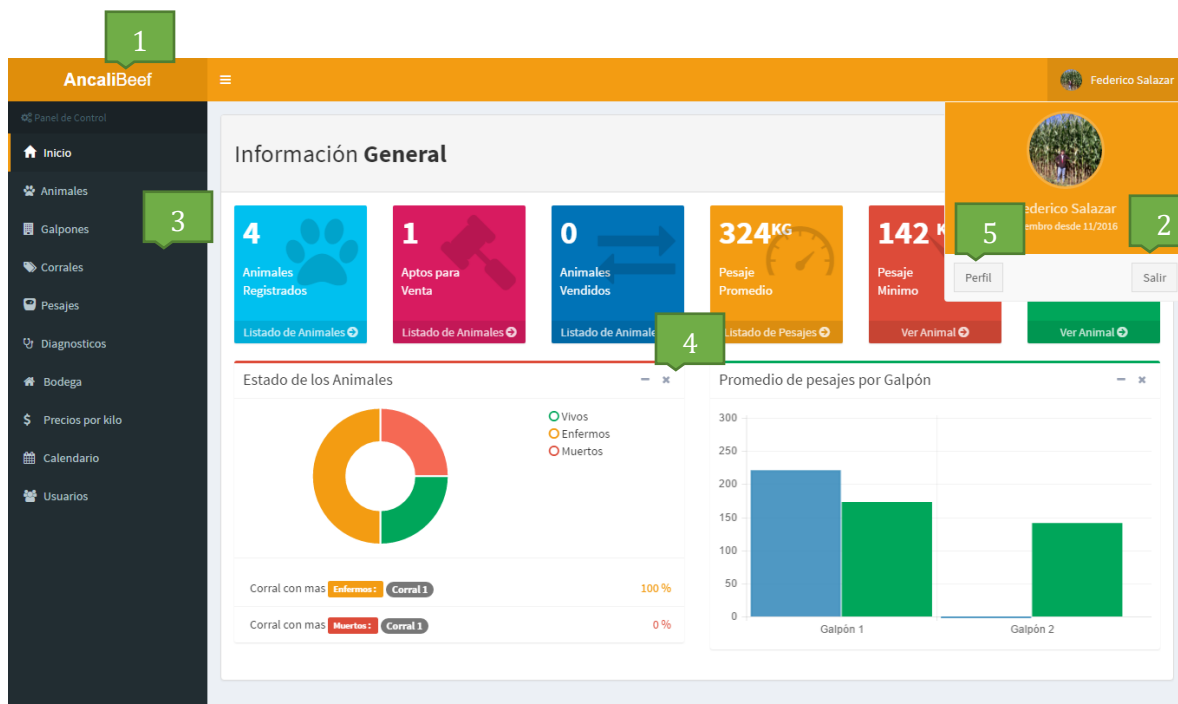 1
AncaliBeef
Federico Salazar
Panel de Control
Inicio
Animales
Galpones
Corrales
Pesajes
Diagnosticos
Bodega
$ Precios por kilo
Calendario
Usuarios
3
Información General
Federico Salazar
desde 11/2016
5
2
Perfil
Salir
4
Animales
Registrados
Listado de Animales
1
Aptos para
Venta
Listado de Animales
0
Animales
Vendidos
Listado de Animales
324KG
Pesaje
Promedio
Listado de Pesajes
142
Pesaje
Minimo
Ver Animal
Ver Animal
4
Estado de los Animales
Vivos
Enfermos
Muertos
Corral con mas Enfermos: Corral 1 100 %
Corral con mas Muertos: Corral 1 0 %
Promedio de pesajes por Galpón
300
250
200
150
100
50
0
Galpón 1
Galpón 2